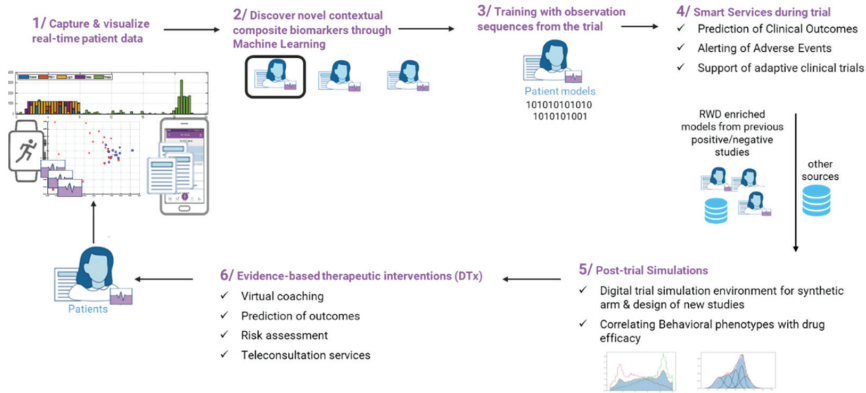 1/ Capture & visualize
real-time patient data
2/ Discover novel contextual
composite biomarkers through
Machine Learning
3/ Training with observation
sequences from the trial
Patient models
101010101010
1010101001
4/ Smart Services during trial
✓ Prediction of Clinical Outcomes
✓ Alerting of Adverse Events
✓ Support of adaptive clinical trials
RWD enriched
models from previous
positive/negative
studies
other
sources
5/ Post-trial Simulations
✓ Digital trial simulation environment for synthetic
arm & design of new studies
✓ Correlating Behavioral phenotypes with drug
efficacy
6/ Evidence-based therapeutic interventions (DTx)
✓ Virtual coaching
✓ Prediction of outcomes
✓ Risk assessment
✓ Teleconsultation services
Patients